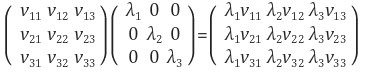 ( v₁₁ v₁₂ v₁₃ ) ( λ₁ 0 0 ) = ( λ₁v₁₁ λ₂v₁₂ λ₃v₁₃ )
( v₂₁ v₂₂ v₂₃ ) ( 0 λ₂ 0 ) ( λ₁v₂₁ λ₂v₂₂ λ₃v₂₃ )
( v₃₁ v₃₂ v₃₃ ) ( 0 0 λ₃ ) ( λ₁v₃₁ λ₂v₃₂ λ₃v₃₃ )